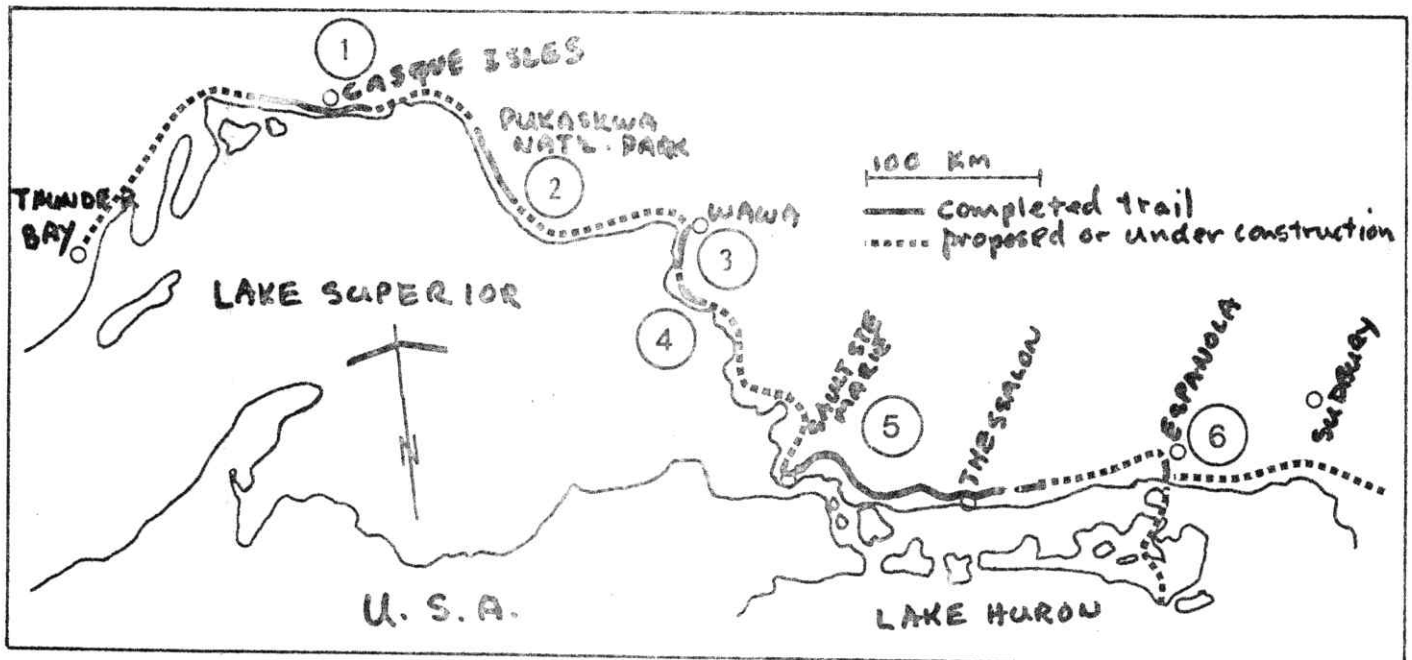 1
CASQUE ISLES
PUKASKWA
NAT'L. PARK
2
100 KM
completed trail
proposed or under construction
THUNDER
BAY
WAWA
3
LAKE SUPERIOR
4
N
SAULT STE
MARIE
5
THESSALON
ESPANOLA
6
SUDBURY
U.S.A.
LAKE HURON